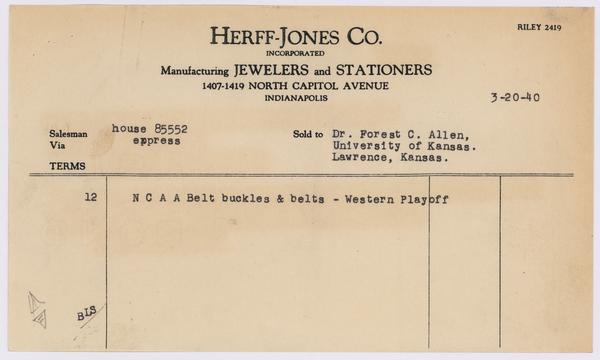 RILEY 2419
HERFF-JONES CO.
INCORPORATED
Manufacturing JEWELERS and STATIONERS
1407-1419 NORTH CAPITOL AVENUE
INDIANAPOLIS
3-20-40
Salesman house 85552
Via eppress
TERMS
Sold to Dr. Forest C. Allen,
University of Kansas.
Lawrence, Kansas.
12 N C A A Belt buckles & belts - Western Playoff
BLS